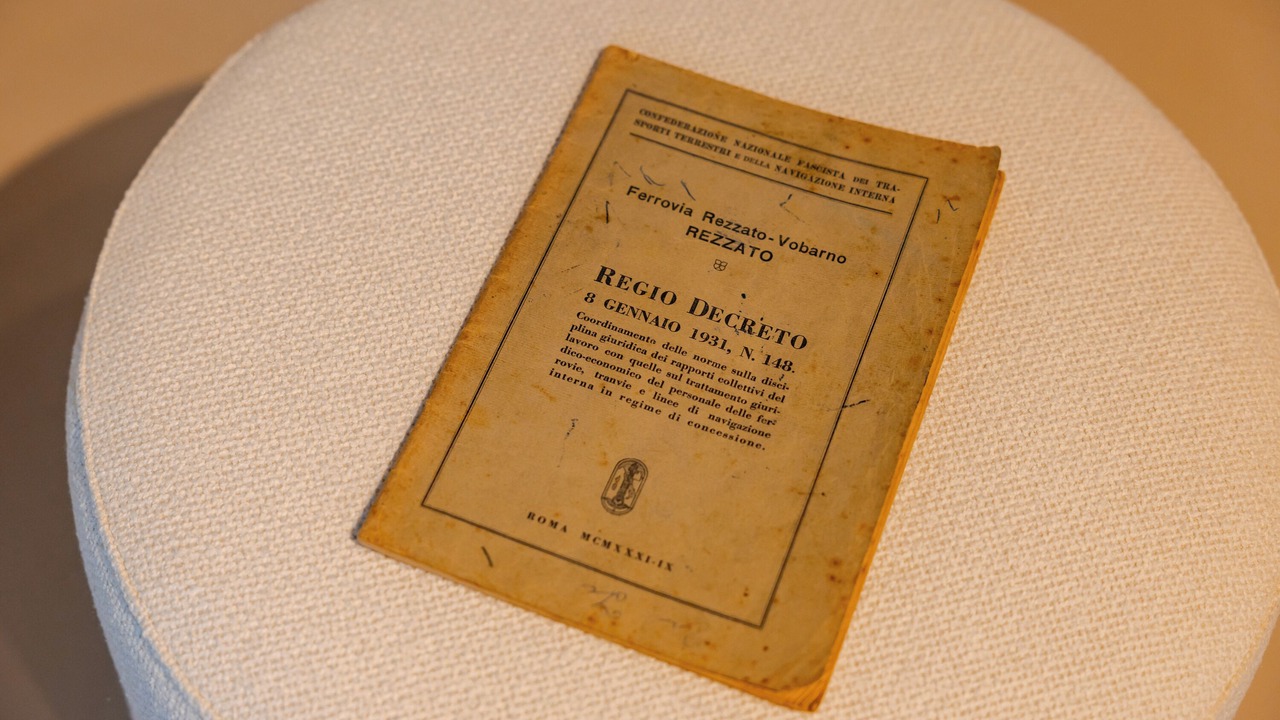 CONFEDERAZIONE NAZIONALE FASCISTA DEI TRA-
SPORTI TERRESTRI E DELLA NAVIGAZIONE INTERNA
Ferrovia Rezzato-Vobarno
REZZATO
REGIO DECRETO
8 GENNAIO 1931, N. 148.
Coordinamento delle norme sulla disci-
plina giuridica dei rapporti collettivi del
lavoro con quelle sul trattamento giuri-
dico-economico del personale delle fer-
rovie, tranvie e linee di navigazione
interna in regime di concessione.
ROMA MCMXXXI-IX